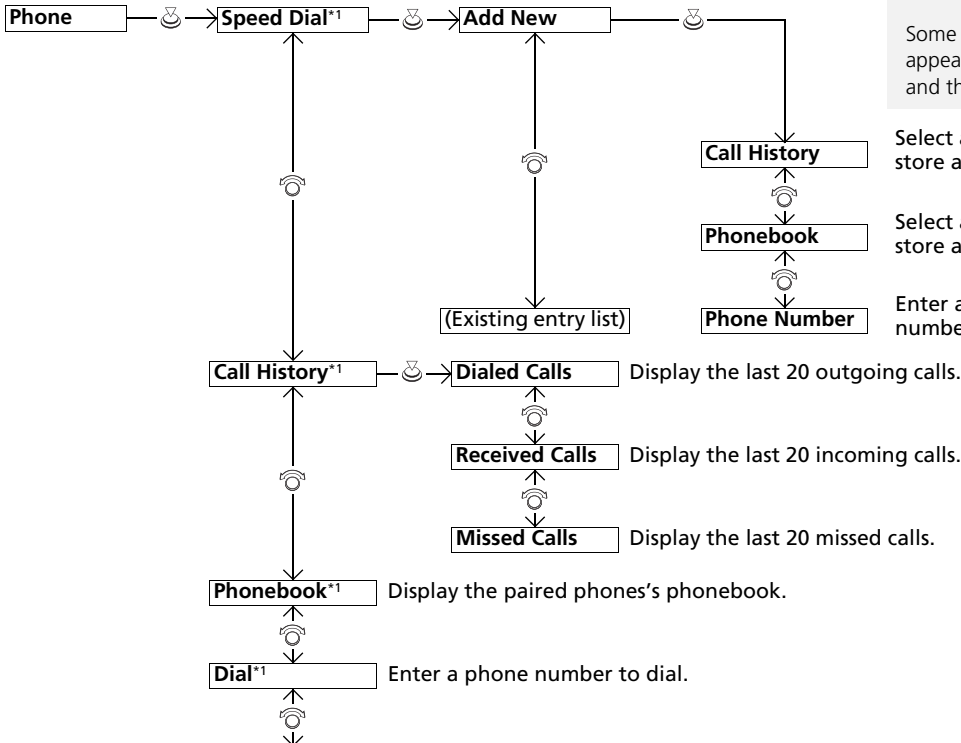 Phone
Speed Dial*1
Add New
Some
appea
and th
Call History
Select a
store a
Phonebook
Select a
store a
(Existing entry list)
Phone Number
Enter a
numbe
Call History*1
Dialed Calls
Display the last 20 outgoing calls.
Received Calls
Display the last 20 incoming calls.
Missed Calls
Display the last 20 missed calls.
Phonebook*1
Display the paired phones's phonebook.
Dial*1
Enter a phone number to dial.